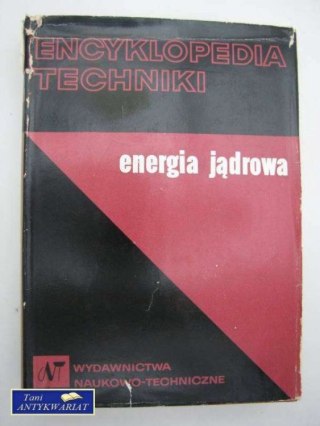 ENCYKLOPEDIA
TECHNIKI
energia jądrowa
WYDAWNICTWA
NAUKOWO-TECHNICZNE
Tani
ANTYKWARIAT